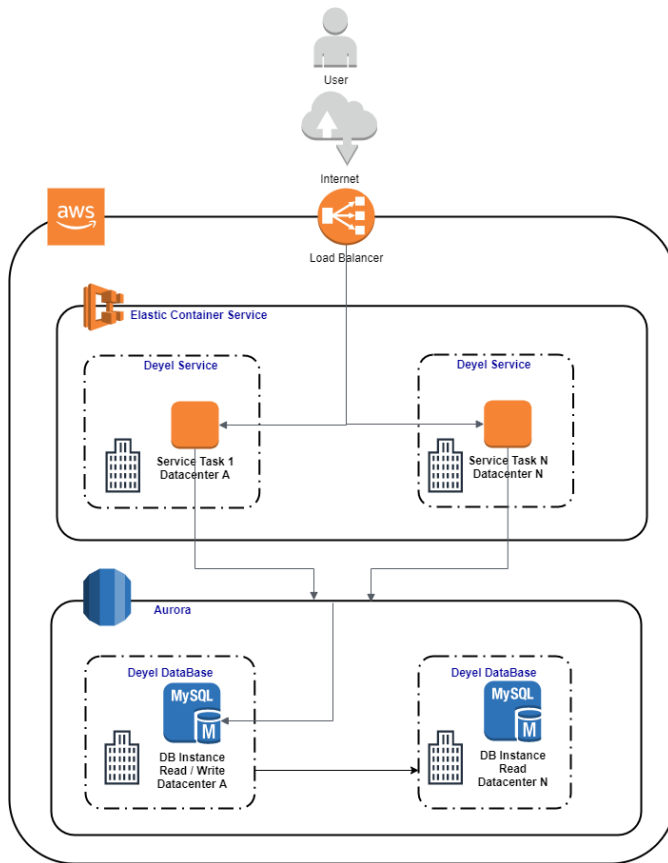 User
Internet
aws
Load Balancer
Elastic Container Service
Deyel Service
Deyel Service
Service Task 1
Datacenter A
Service Task N
Datacenter N
Aurora
Deyel DataBase
Deyel DataBase
MySQL
M
MySQL
M
DB Instance
Read / Write
Datacenter A
DB Instance
Read
Datacenter N